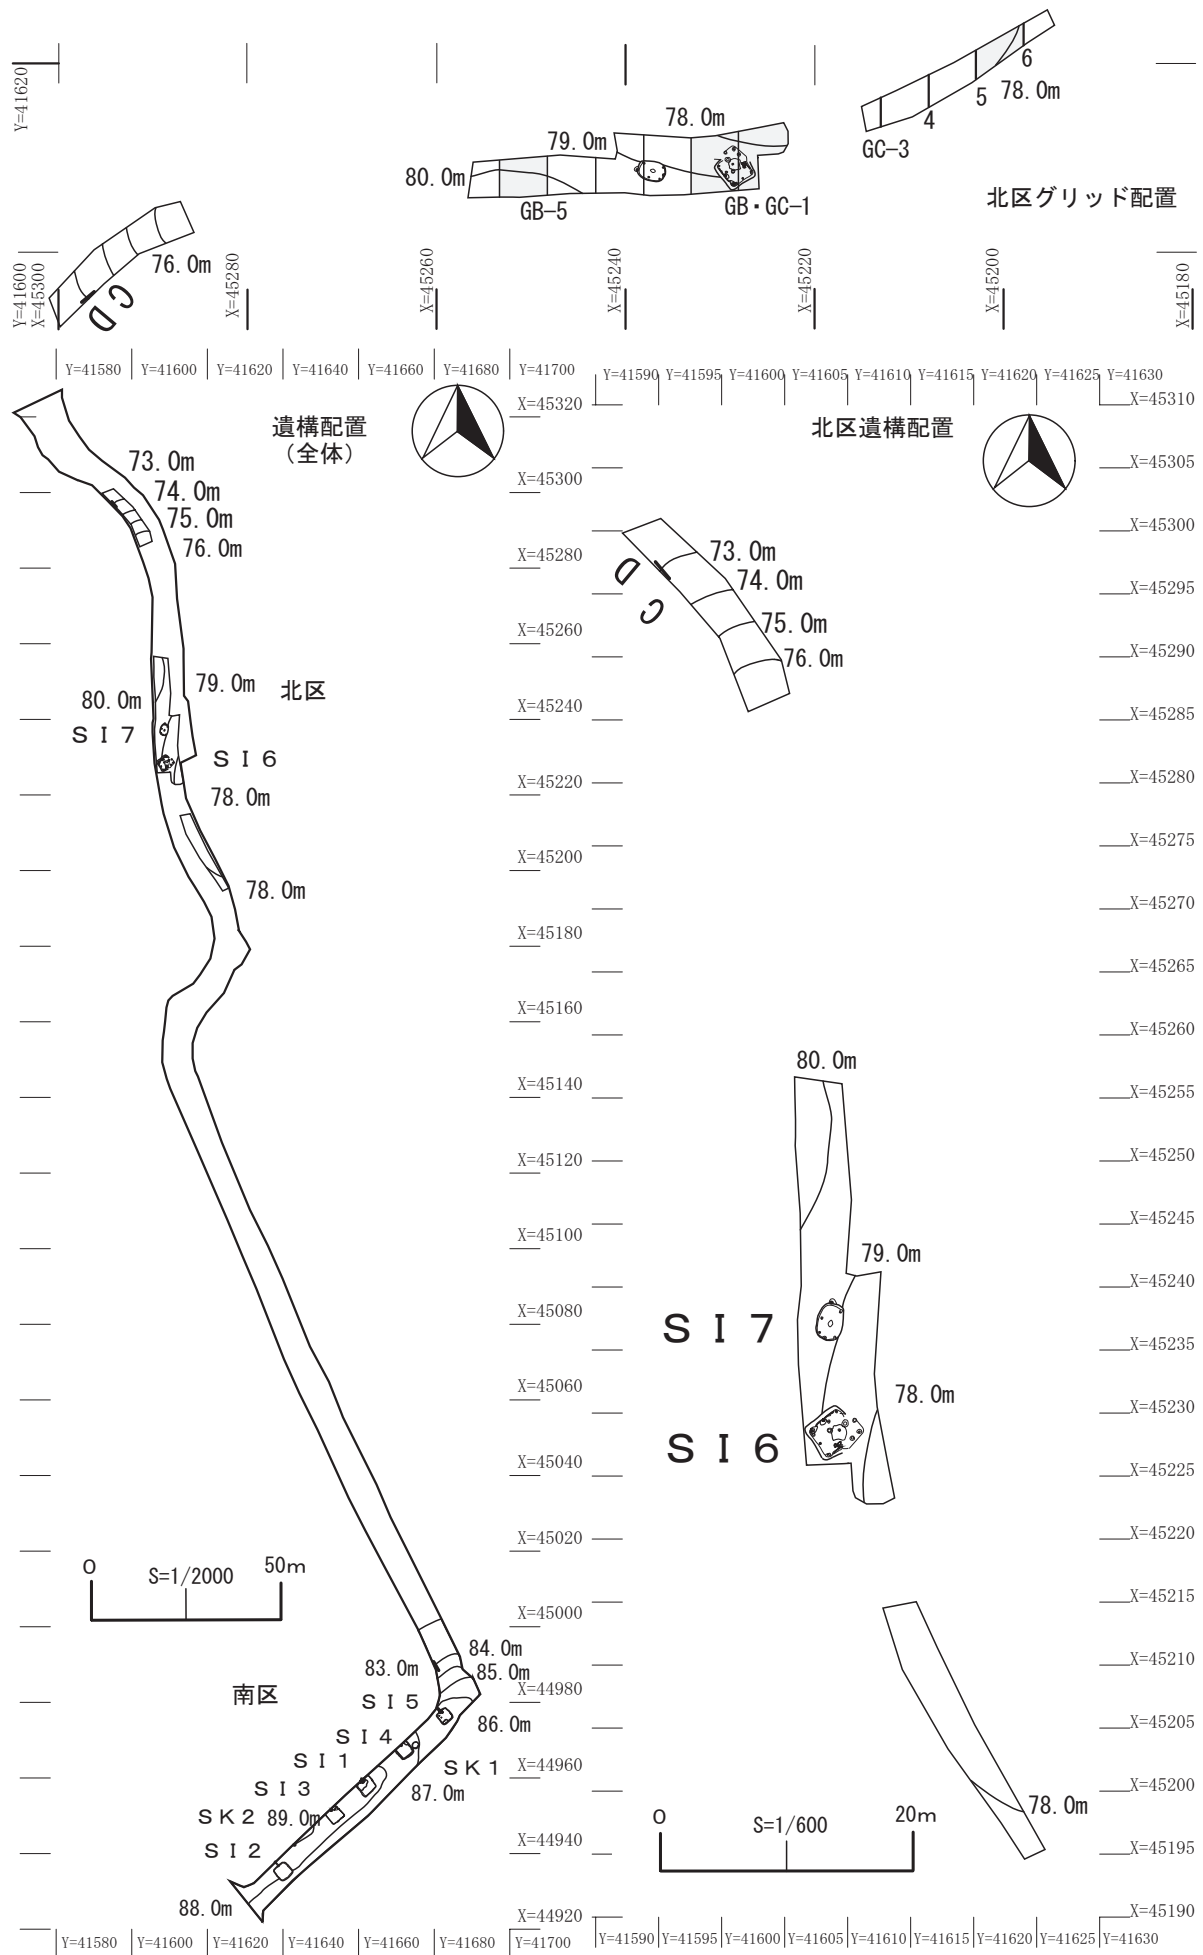 Y=41620
6
5
78.0m
4
GC-3
78.0m
79.0m
80.0m
GB-5
GB・GC-1
北区グリッド配置
76.0m
C
D
Y=41600
X=45300
X=45280
X=45260
X=45240
X=45220
X=45200
X=45180
Y=41580 Y=41600 Y=41620 Y=41640 Y=41660 Y=41680 Y=41700
遺構配置
(全体)
73.0m
74.0m
75.0m
76.0m
79.0m
北区
80.0m
SI7
SI6
78.0m
78.0m
X=45320
X=45300
X=45280
X=45260
X=45240
X=45220
X=45200
X=45180
X=45160
X=45140
X=45120
X=45100
X=45080
X=45060
X=45040
X=45020
X=45000
X=44980
X=44960
X=44940
X=44920
0 S=1/2000 50m
84.0m
83.0m
85.0m
南区
SI5
86.0m
SI4
SI1
SK1
SI3
87.0m
SK2
89.0m
SI2
88.0m
Y=41580 Y=41600 Y=41620 Y=41640 Y=41660 Y=41680 Y=41700
Y=41590 Y=41595 Y=41600 Y=41605 Y=41610 Y=41615 Y=41620 Y=41625 Y=41630
北区遺構配置
73.0m
D
74.0m
C
75.0m
76.0m
80.0m
79.0m
SI7
78.0m
SI6
78.0m
X=45310
X=45305
X=45300
X=45295
X=45290
X=45285
X=45280
X=45275
X=45270
X=45265
X=45260
X=45255
X=45250
X=45245
X=45240
X=45235
X=45230
X=45225
X=45220
X=45215
X=45210
X=45205
X=45200
X=45195
X=45190
0 S=1/600 20m
Y=41590 Y=41595 Y=41600 Y=41605 Y=41610 Y=41615 Y=41620 Y=41625 Y=41630